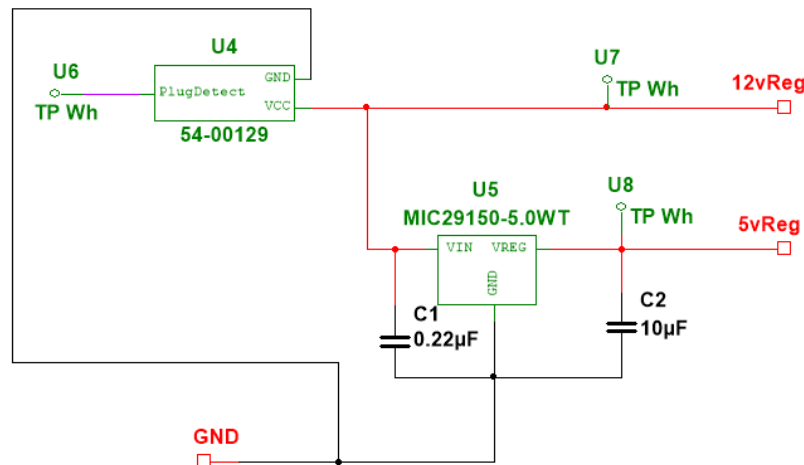 U4
U6
PlugDetect
GND
VCC
TP Wh
54-00129
U7
TP Wh
12vReg
U5
MIC29150-5.0WT
VIN VREG
GND
U8
TP Wh
5vReg
C1
0.22µF
C2
10µF
GND